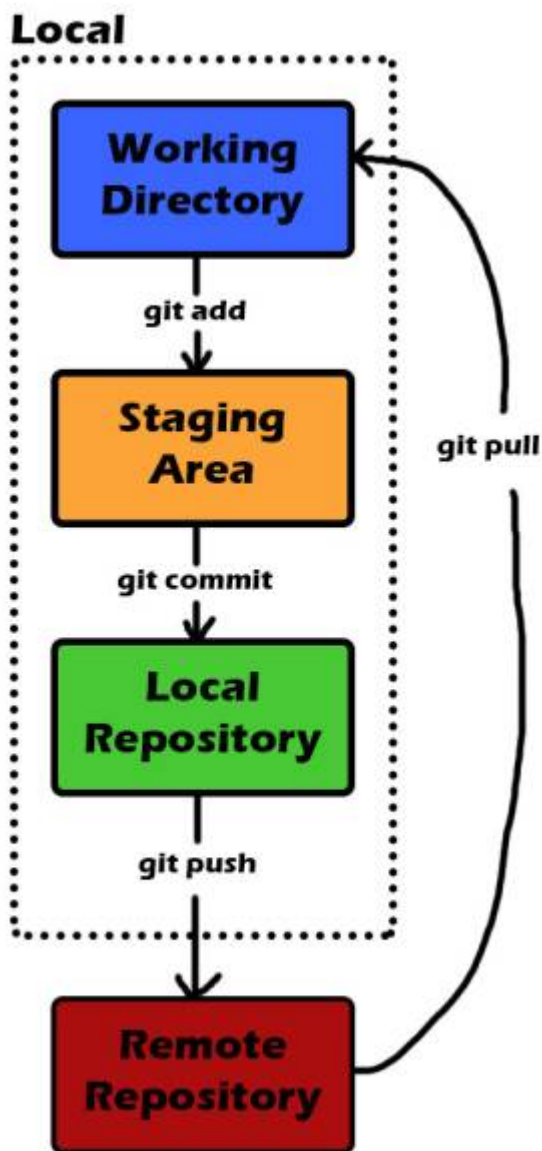 Local
Working
Directory
git add
Staging
Area
git pull
git commit
Local
Repository
git push
Remote
Repository